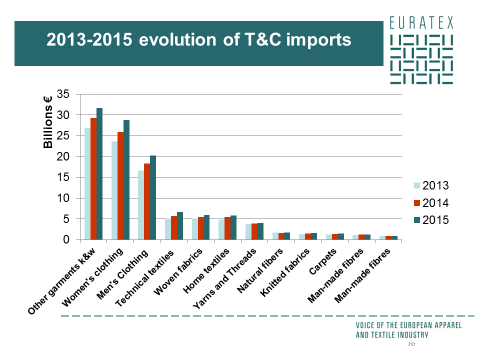 2013-2015 evolution of T&C imports
EURATEX
Billions €
35
30
25
20
15
10
5
0
Other garments k&w
Women's clothing
Men's Clothing
Technical textiles
Woven fabrics
Home textiles
Yarns and Threads
Natural fibers
Knitted fabrics
Carpets
Man-made fibres
Man-made fibres
2013
2014
2015
VOICE OF THE EUROPEAN APPAREL
AND TEXTILE INDUSTRY